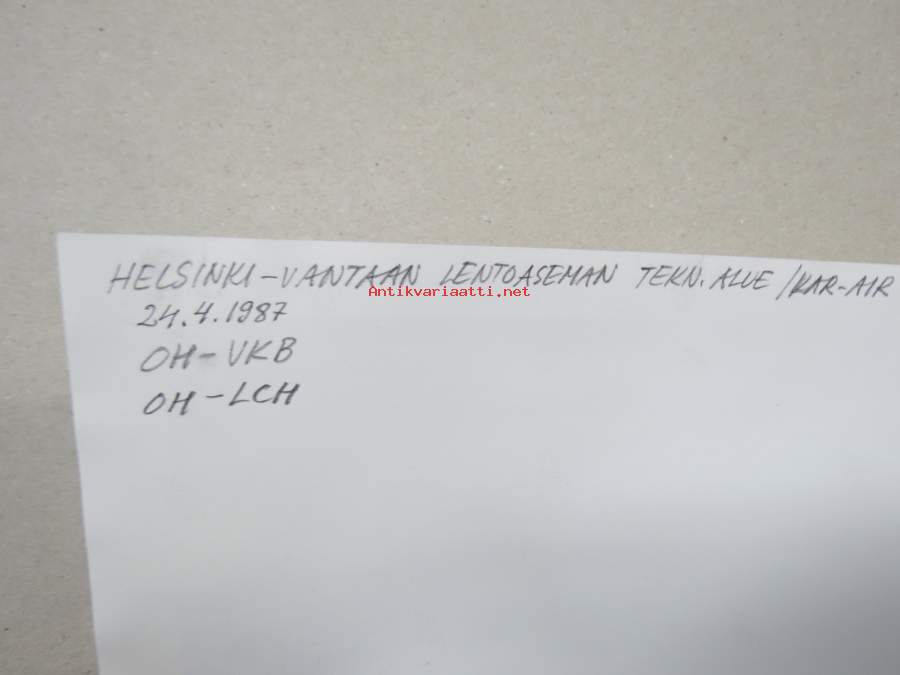 HELSINKI-VANTAAN LENTOASEMAN TEKN. ALUE /KAR-AIR
Antikvariaatti.net
24.4.1987
OH-VKB
OH-LCH